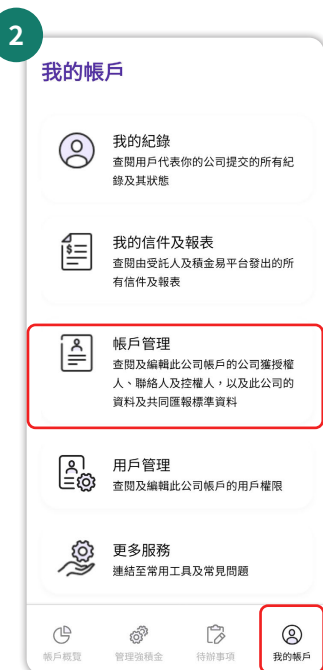 2
我的帳戶
我的紀錄
查閱用戶代表你的公司提交的所有紀
錄及其狀態
我的信件及報表
查閱由受託人及積金易平台發出的所
有信件及報表
帳戶管理
查閱及編輯此公司帳戶的公司獲授權
人、聯絡人及控權人，以及此公司的
資料及共同匯報標準資料
用戶管理
查閱及編輯此公司帳戶的用戶權限
更多服務
連結至常用工具及常見問題
帳戶概覽 管理強積金 待辦事項 我的帳戶